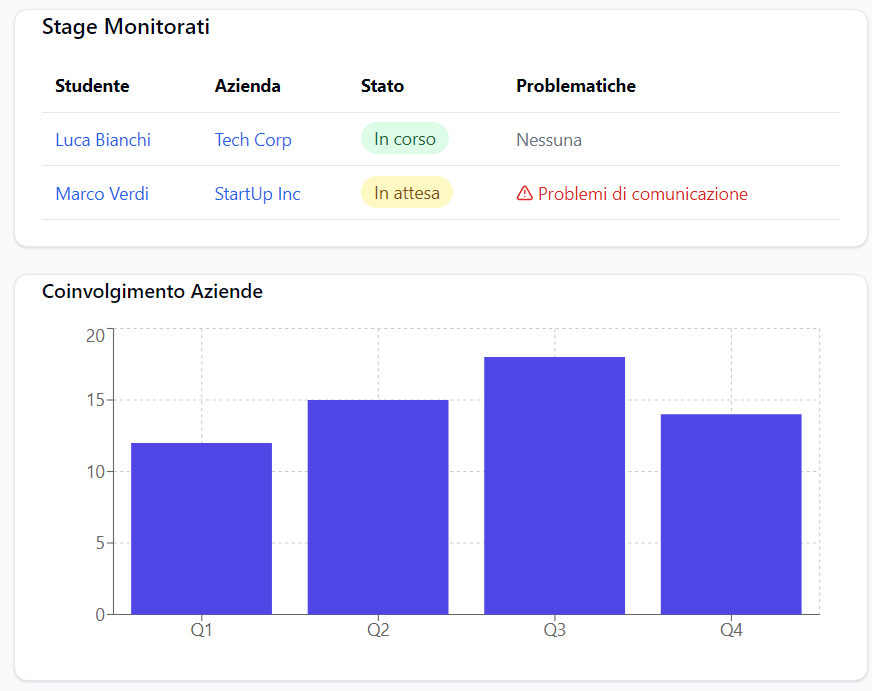 Stage Monitorati
Studente Azienda Stato Problematiche
Luca Bianchi Tech Corp In corso Nessuna
Marco Verdi StartUp Inc In attesa Problemi di comunicazione
Coinvolgimento Aziende
20
15
10
5
0
Q1 Q2 Q3 Q4